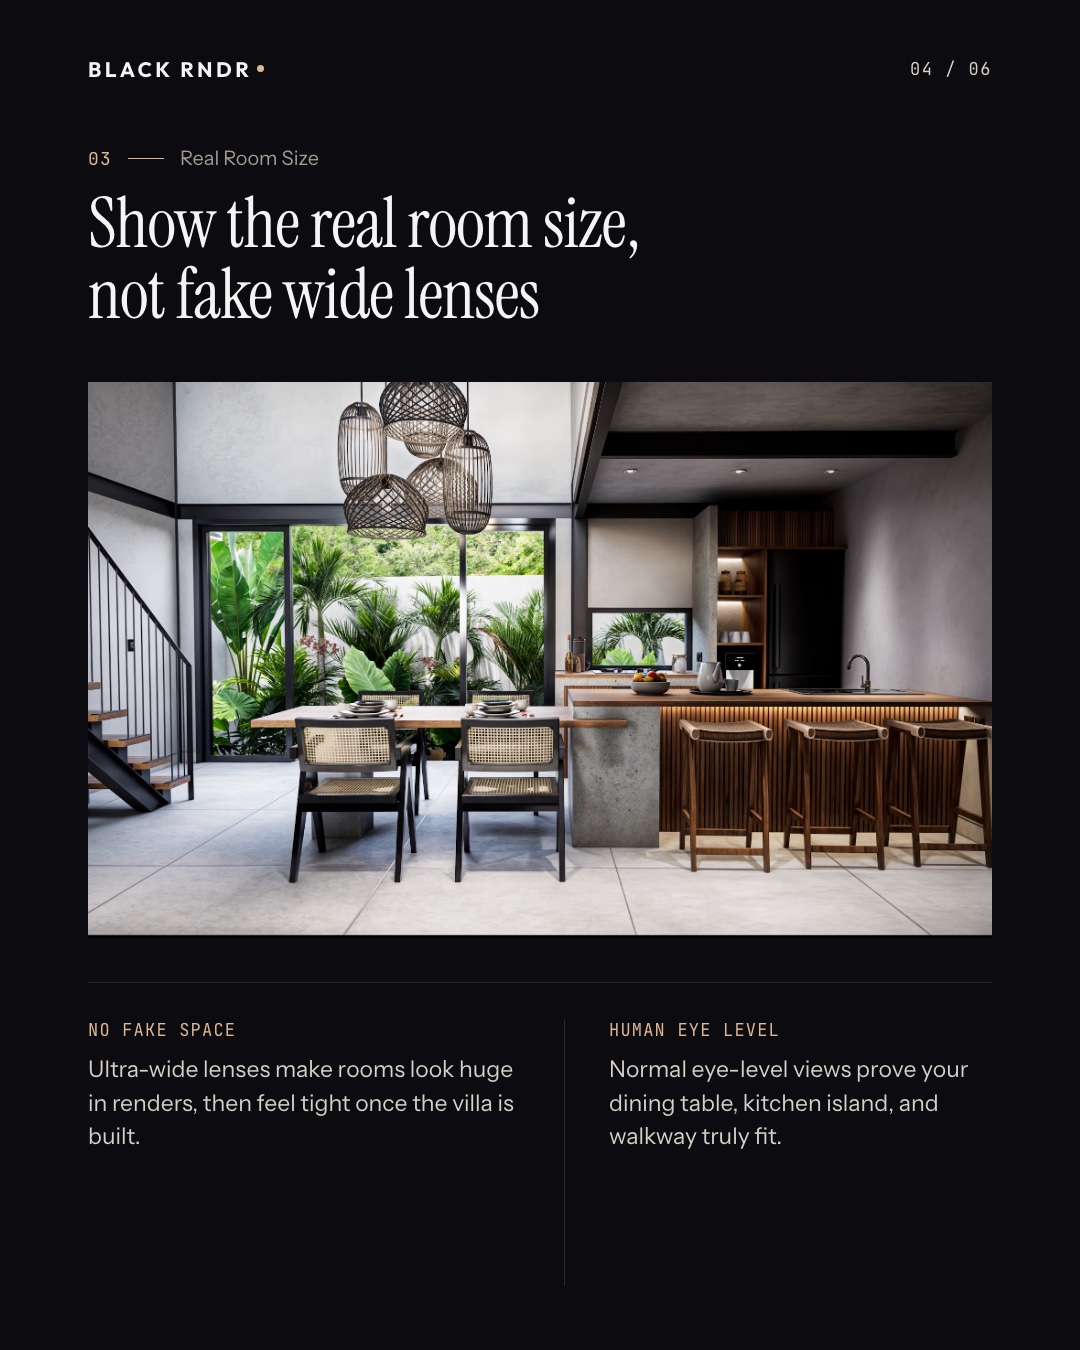 BLACK RNDR
04 / 06
03 — Real Room Size
Show the real room size,
not fake wide lenses
NO FAKE SPACE
Ultra-wide lenses make rooms look huge
in renders, then feel tight once the villa is
built.
HUMAN EYE LEVEL
Normal eye-level views prove your
dining table, kitchen island, and
walkway truly fit.